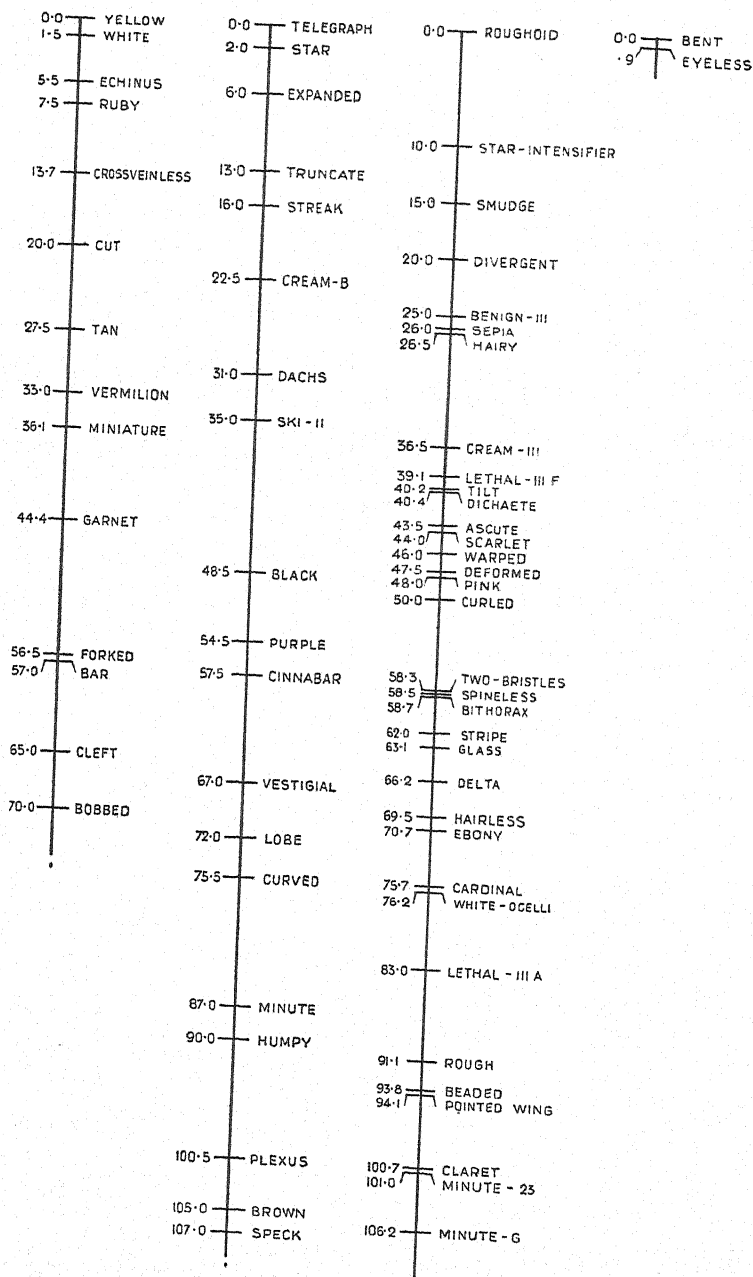 0·0 YELLOW
1·5 WHITE
5·5 ECHINUS
7·5 RUBY
13·7 CROSSVEINLESS
20·0 CUT
27·5 TAN
33·0 VERMILION
36·1 MINIATURE
44·4 GARNET
56·5 FORKED
57·0 BAR
65·0 CLEFT
70·0 BOBBED
0·0 TELEGRAPH
2·0 STAR
6·0 EXPANDED
13·0 TRUNCATE
16·0 STREAK
22·5 CREAM-B
31·0 DACHS
35·0 SKI-II
48·5 BLACK
54·5 PURPLE
57·5 CINNABAR
67·0 VESTIGIAL
72·0 LOBE
75·5 CURVED
87·0 MINUTE
90·0 HUMPY
100·5 PLEXUS
105·0 BROWN
107·0 SPECK
0·0 ROUGHOID
10·0 STAR-INTENSIFIER
15·0 SMUDGE
20·0 DIVERGENT
25·0 BENIGN-III
26·0 SEPIA
26·5 HAIRY
36·5 CREAM-III
39·1 LETHAL-III F
40·2 TILT
40·4 DICHAETE
43·5 ASCUTE
44·0 SCARLET
46·0 WARPED
47·5 DEFORMED
48·0 PINK
50·0 CURLED
58·3 TWO-BRISTLES
58·5 SPINELESS
58·7 BITHORAX
62·0 STRIPE
63·1 GLASS
66·2 DELTA
69·5 HAIRLESS
70·7 EBONY
75·7 CARDINAL
76·2 WHITE-OCELLI
83·0 LETHAL-III A
91·1 ROUGH
93·8 BEADED
94·1 POINTED WING
100·7 CLARET
101·0 MINUTE-23
106·2 MINUTE-G
0·0 BENT
·9 EYELESS